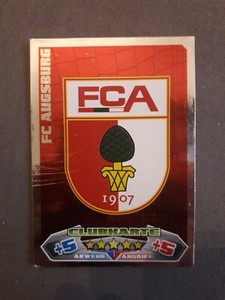 FC AUGSBURG
FCA
1907
CLUBKARTE
+5 +5
ABWEHR ANGRIFF